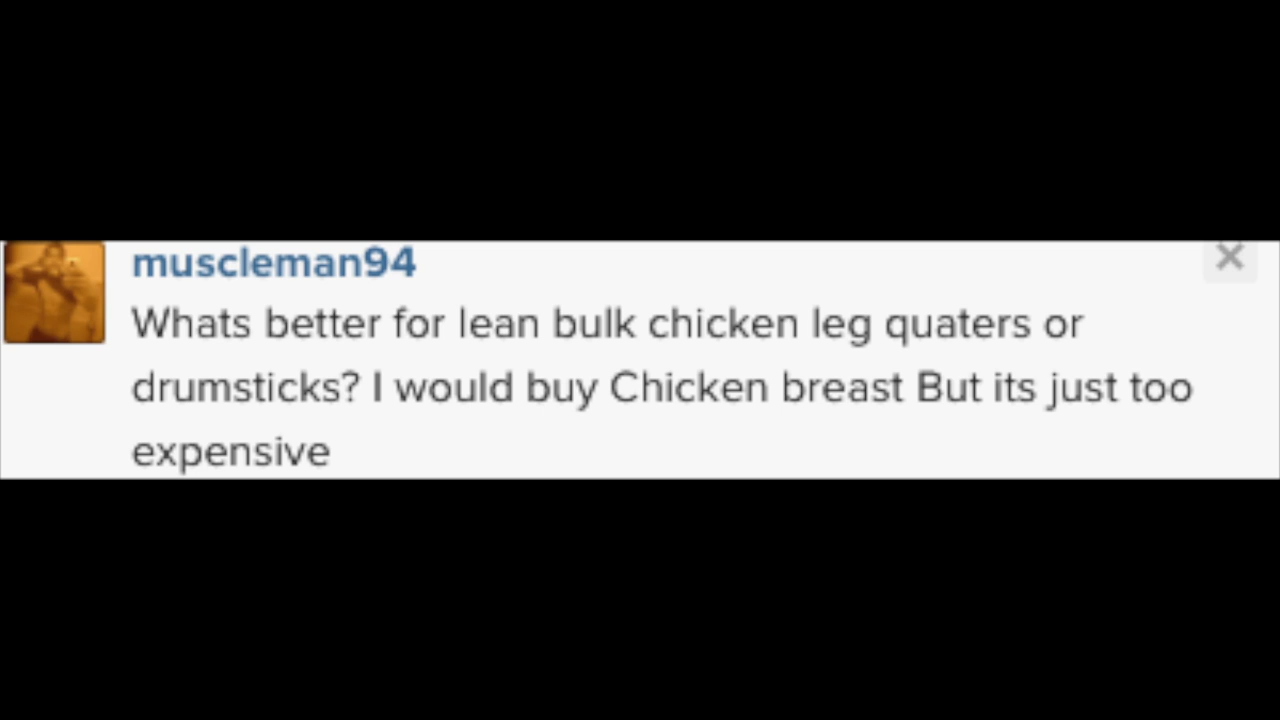 muscleman94
Whats better for lean bulk chicken leg quaters or
drumsticks? I would buy Chicken breast But its just too
expensive